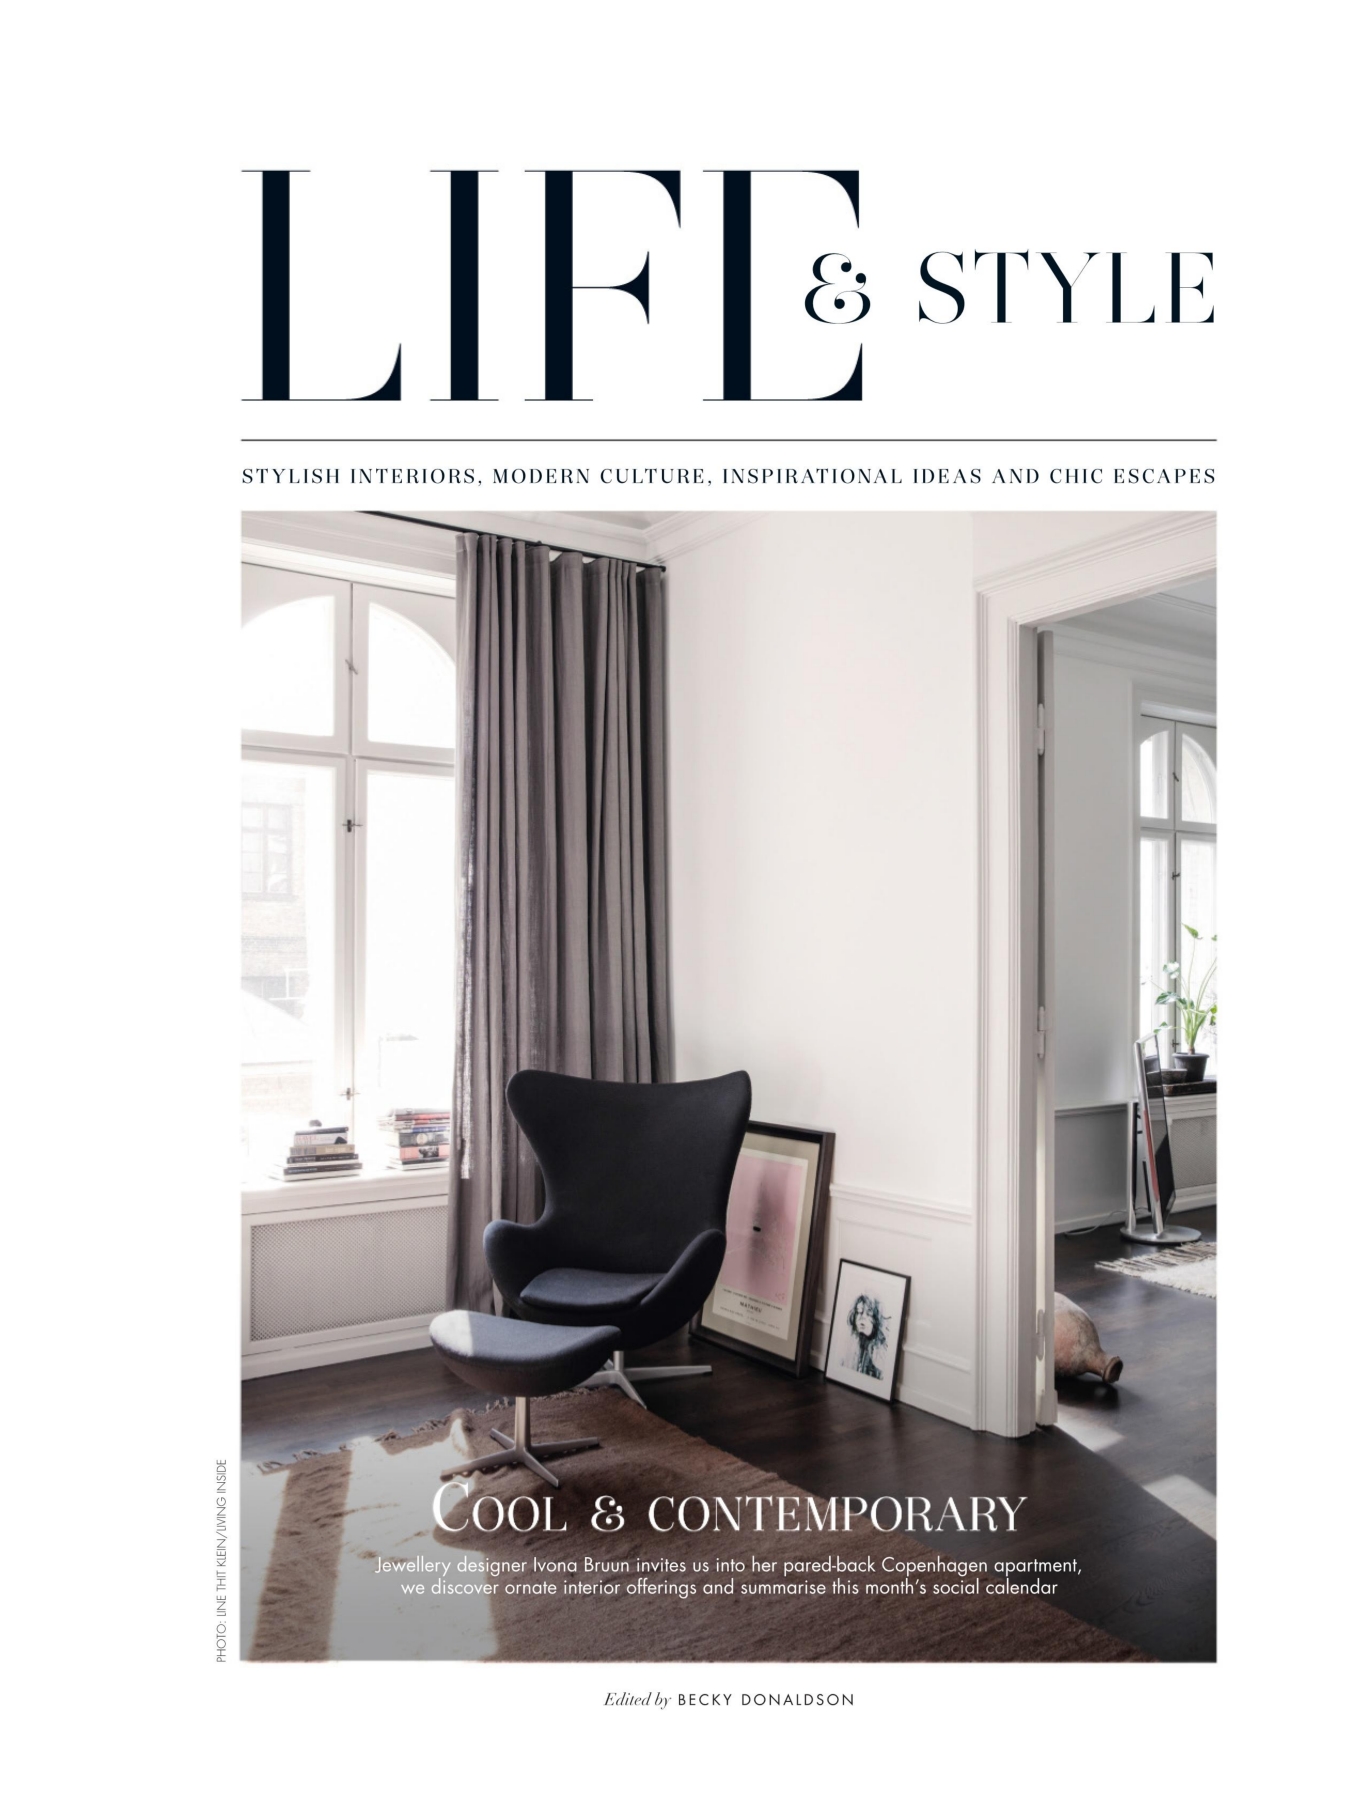 LIFE & STYLE
STYLISH INTERIORS, MODERN CULTURE, INSPIRATIONAL IDEAS AND CHIC ESCAPES
MATHIEU
COOL & CONTEMPORARY
Jewellery designer Ivona Bruun invites us into her pared-back Copenhagen apartment,
we discover ornate interior offerings and summarise this month's social calendar
PHOTO: LINE THIT KLEIN/LIVING INSIDE
Edited by BECKY DONALDSON